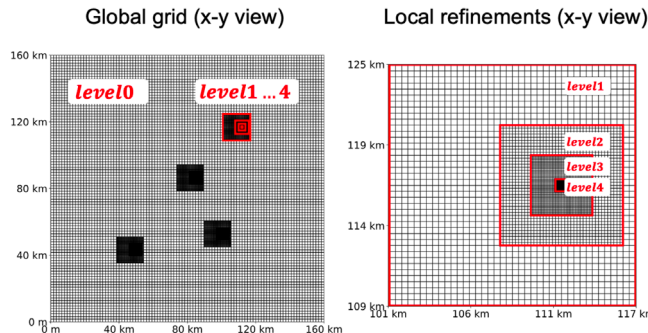 Global grid (x-y view)
Local refinements (x-y view)
160 km
120 km
80 km
40 km
0 m
0 m
40 km
80 km
120 km
160 km
level0
level1 ... 4
125 km
119 km
114 km
109 km
101 km
106 km
111 km
117 k
level1
level2
level3
level4